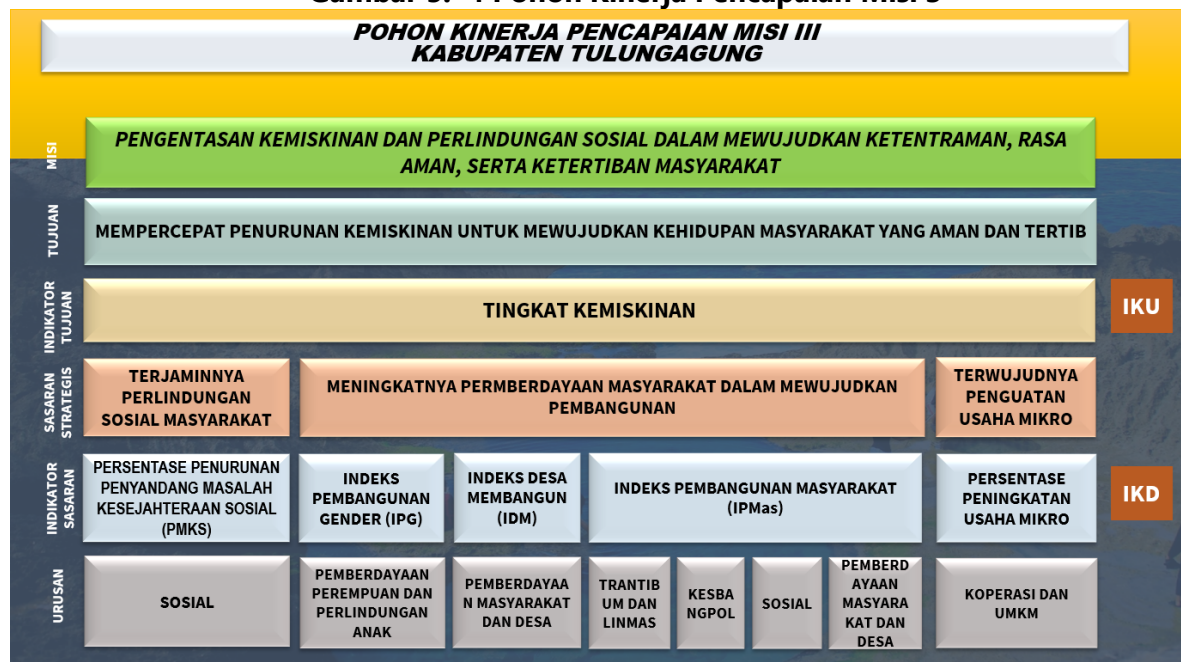 POHON KINERJA PENCAPAIAN MISI III
KABUPATEN TULUNGAGUNG
MISI
PENGENTASAN KEMISKINAN DAN PERLINDUNGAN SOSIAL DALAM MEWUJUDKAN KETENTRAMAN, RASA
AMAN, SERTA KETERTIBAN MASYARAKAT
TUJUAN
MEMPERCEPAT PENURUNAN KEMISKINAN UNTUK MEWUJUDKAN KEHIDUPAN MASYARAKAT YANG AMAN DAN TERTIB
INDIKATOR
TUJUAN
TINGKAT KEMISKINAN
IKU
SASARAN
STRATEGIS
TERJAMINNYA
PERLINDUNGAN
SOSIAL MASYARAKAT
MENINGKATNYA PERMBERDAYAAN MASYARAKAT DALAM MEWUJUDKAN
PEMBANGUNAN
TERWUJUDNYA
PENGUATAN
USAHA MIKRO
INDIKATOR
SASARAN
PERSENTASE PENURUNAN
PENYANDANG MASALAH
KESEJAHTERAAN SOSIAL
(PMKS)
INDEKS
PEMBANGUNAN
GENDER (IPG)
INDEKS DESA
MEMBANGUN
(IDM)
INDEKS PEMBANGUNAN MASYARAKAT
(IPMas)
PERSENTASE
PENINGKATAN
USAHA MIKRO
IKD
URUSAN
SOSIAL
PEMBERDAYAAN
PEREMPUAN DAN
PERLINDUNGAN
ANAK
PEMBERDAYAA
N MASYARAKAT
DAN DESA
TRANTIB
UM DAN
LINMAS
KESBA
NGPOL
SOSIAL
PEMBERD
AYAAN
MASYARA
KAT DAN
DESA
KOPERASI DAN
UMKM